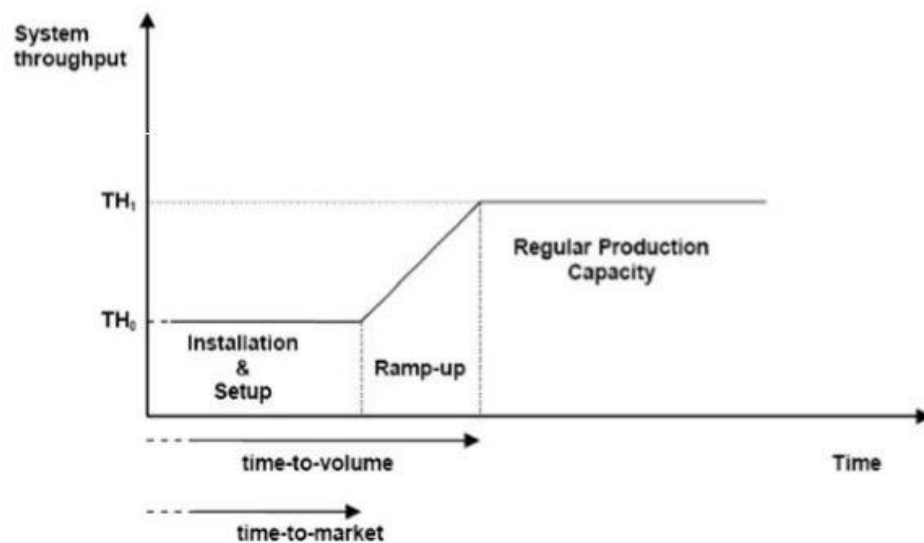 System
throughput
TH₁
Regular Production
Capacity
TH₀
Installation
&
Setup
Ramp-up
time-to-volume
Time
time-to-market